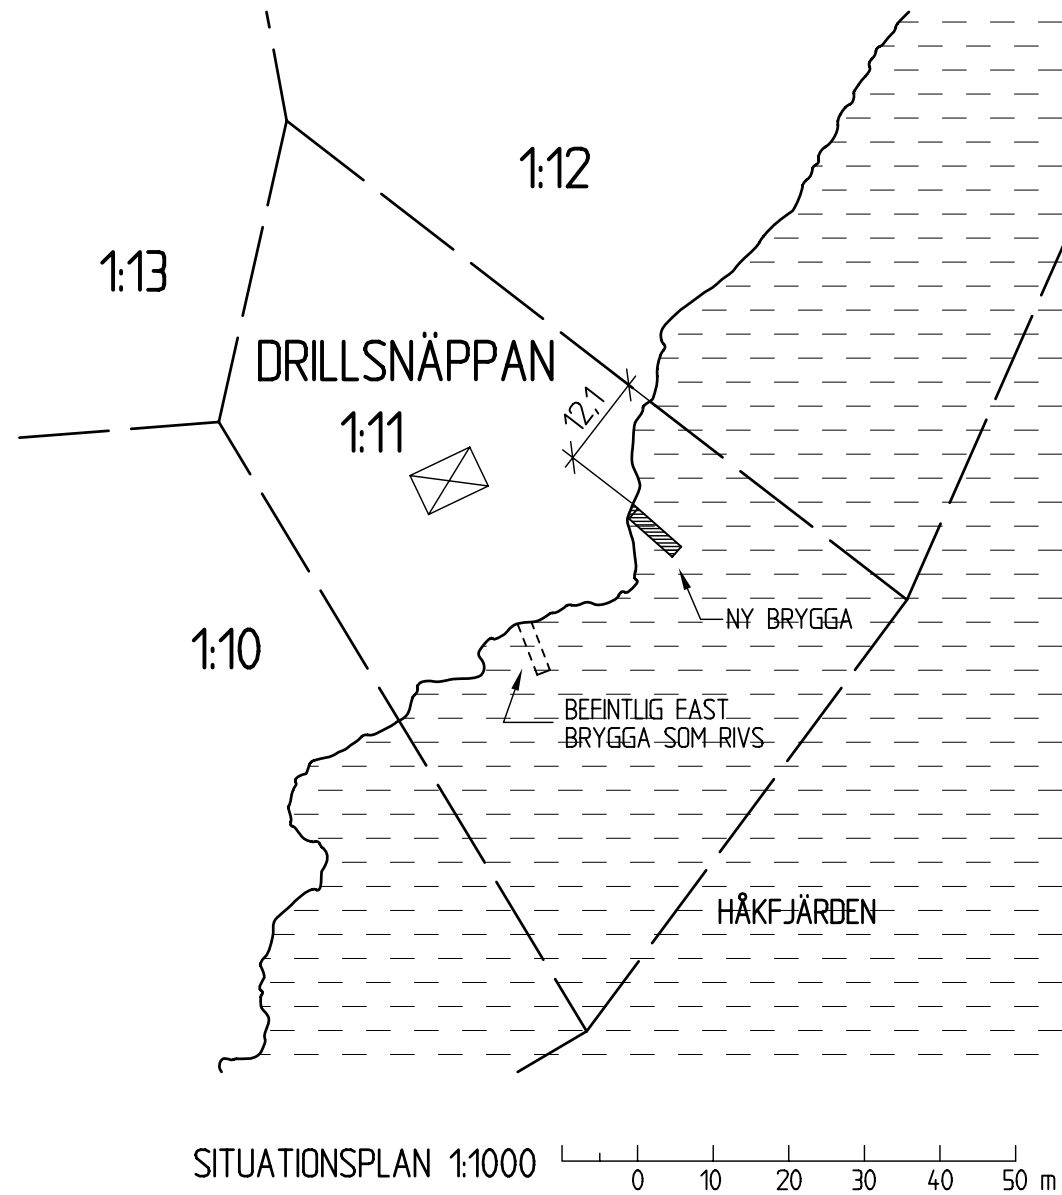 1:12
1:13
DRILLSNÄPPAN
1:11
12,1
NY BRYGGA
1:10
BEFINTLIG FAST
BRYGGA SOM RIVS
HÅKFJÄRDEN
SITUATIONSPLAN 1:1000
0 10 20 30 40 50 m